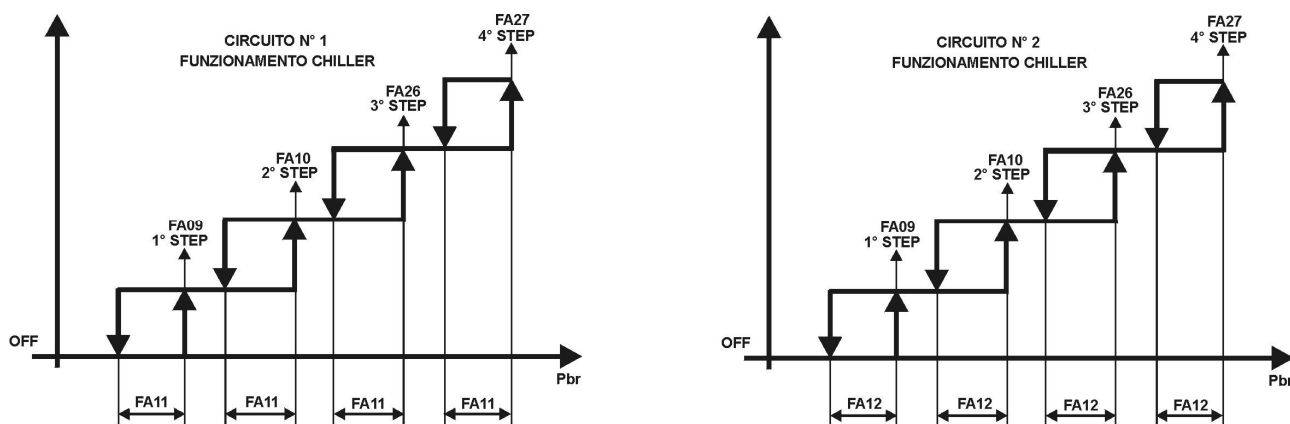 CIRCUITO N° 1
FUNZIONAMENTO CHILLER
FA27
4° STEP
FA26
3° STEP
FA10
2° STEP
FA09
1° STEP
OFF
Pbr
FA11
FA11
FA11
FA11
CIRCUITO N° 2
FUNZIONAMENTO CHILLER
FA27
4° STEP
FA26
3° STEP
FA10
2° STEP
FA09
1° STEP
OFF
Pbr
FA12
FA12
FA12
FA12